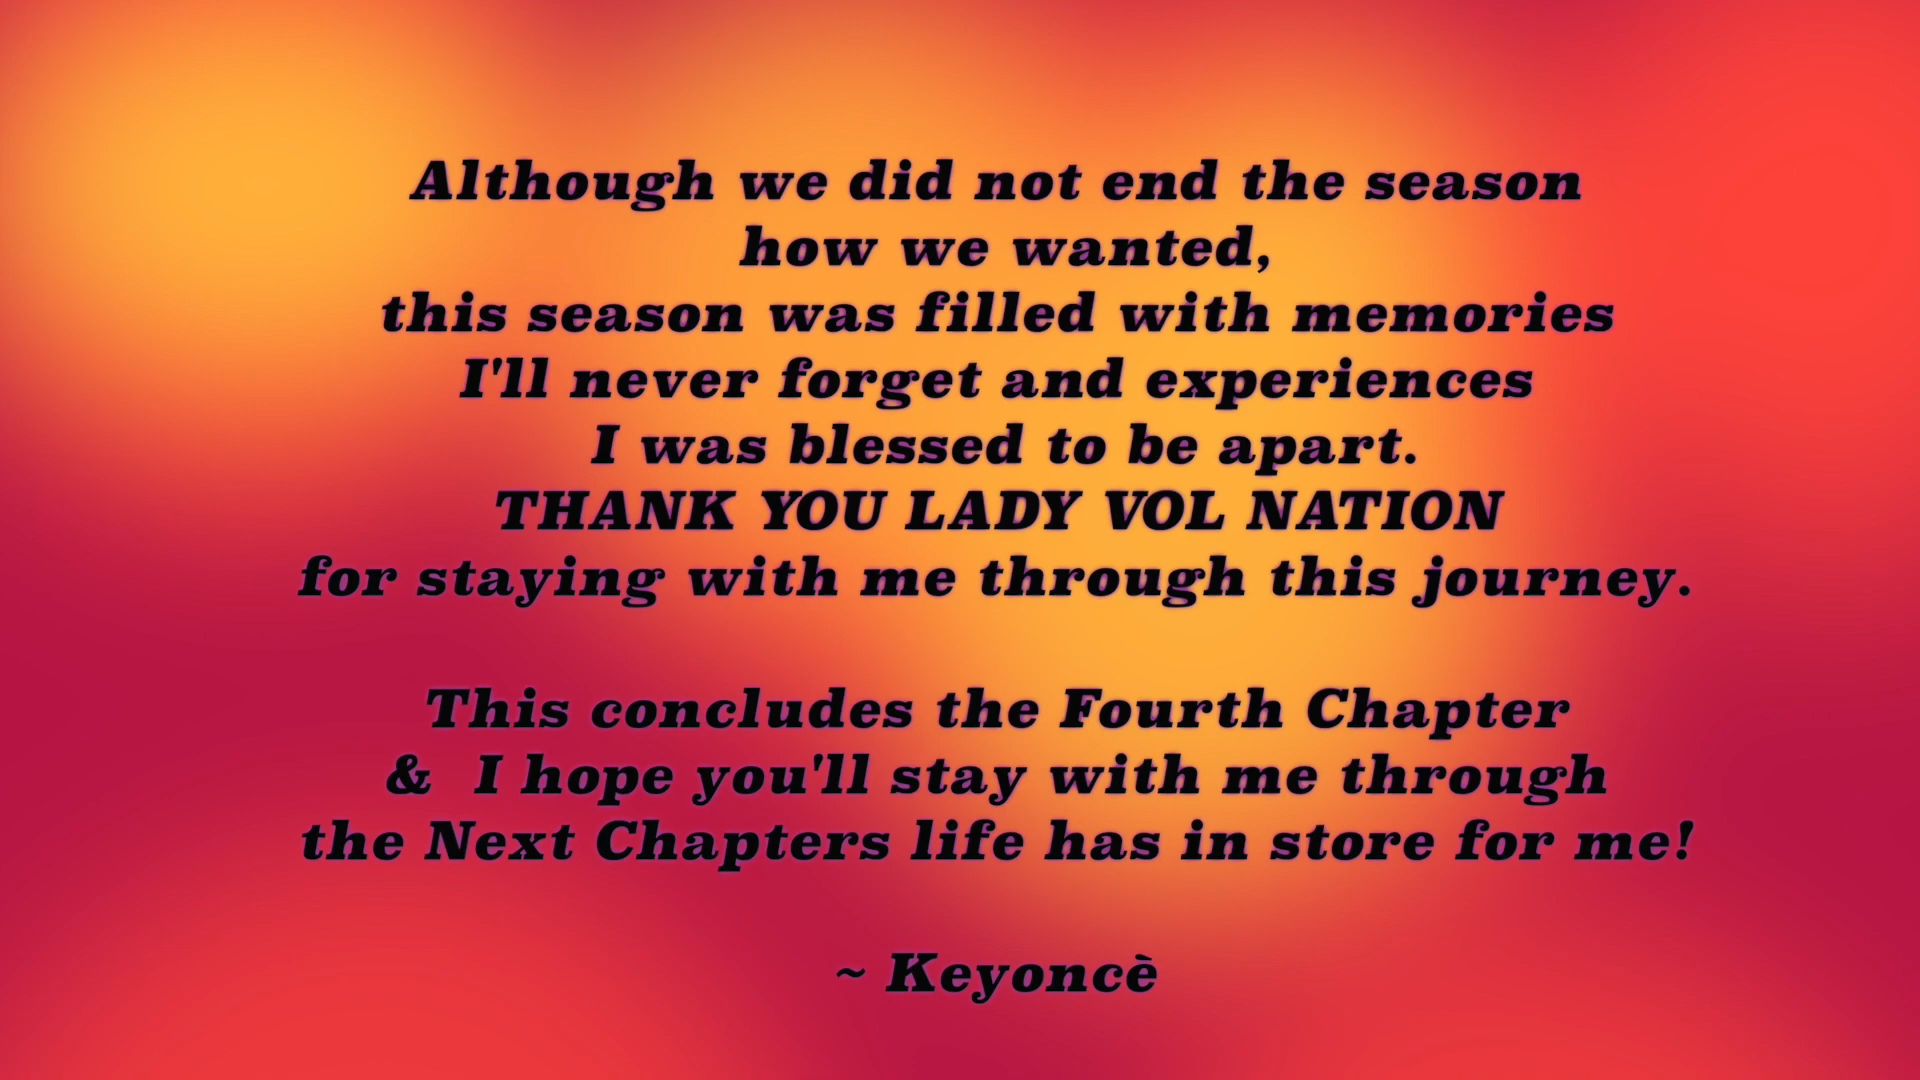 Although we did not end the season
how we wanted,
this season was filled with memories
I'll never forget and experiences
I was blessed to be apart.
THANK YOU LADY VOL NATION
for staying with me through this journey.
This concludes the Fourth Chapter
&  I hope you'll stay with me through
the Next Chapters life has in store for me!
~ Keyoncè